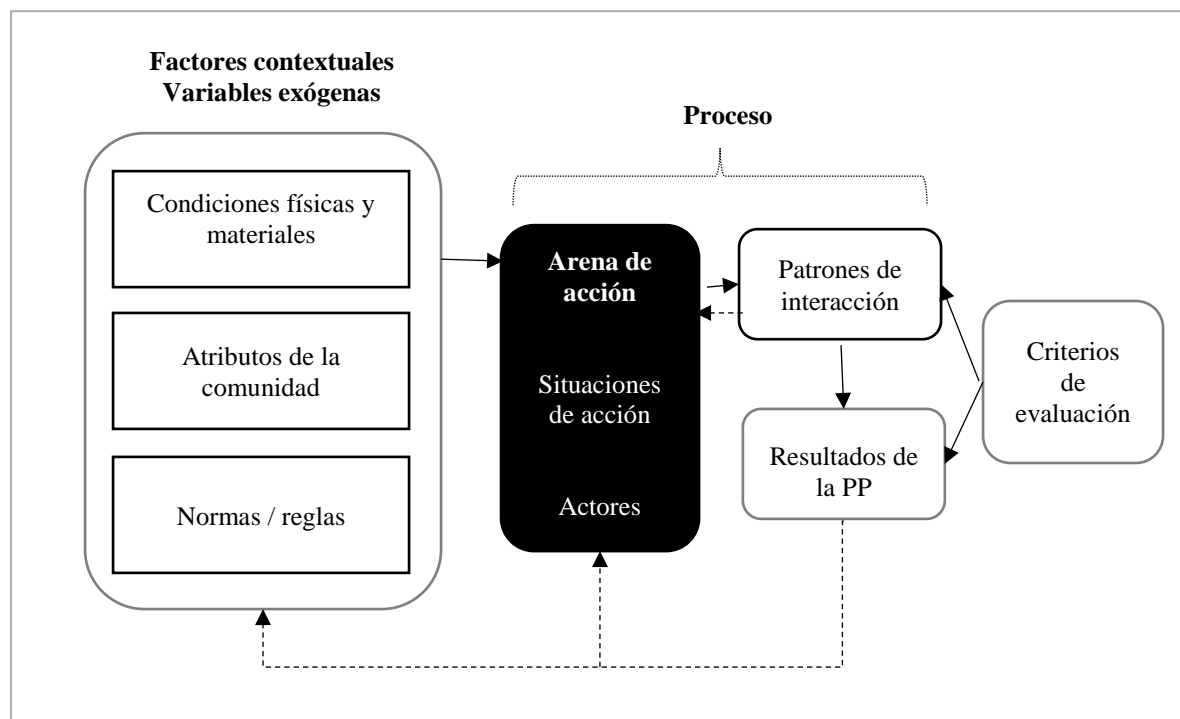 Factores contextuales
Variables exógenas
Proceso
Condiciones físicas y
materiales
Atributos de la
comunidad
Normas / reglas
Arena de
acción
Situaciones
de acción
Actores
Patrones de
interacción
Resultados de
la PP
Criterios
de
evaluación